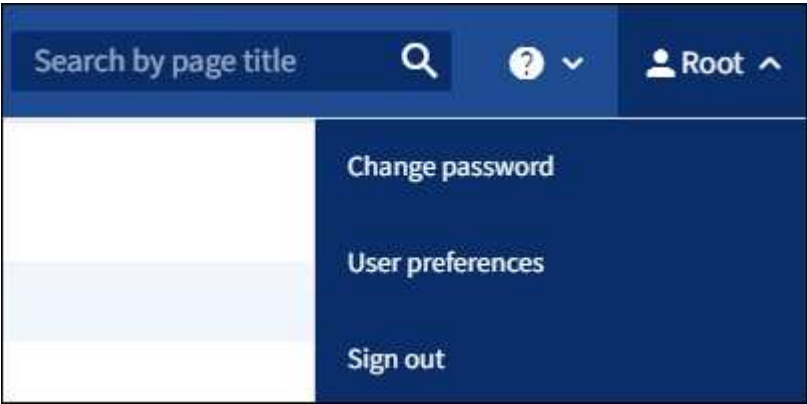 Search by page title
? Root
Change password
User preferences
Sign out